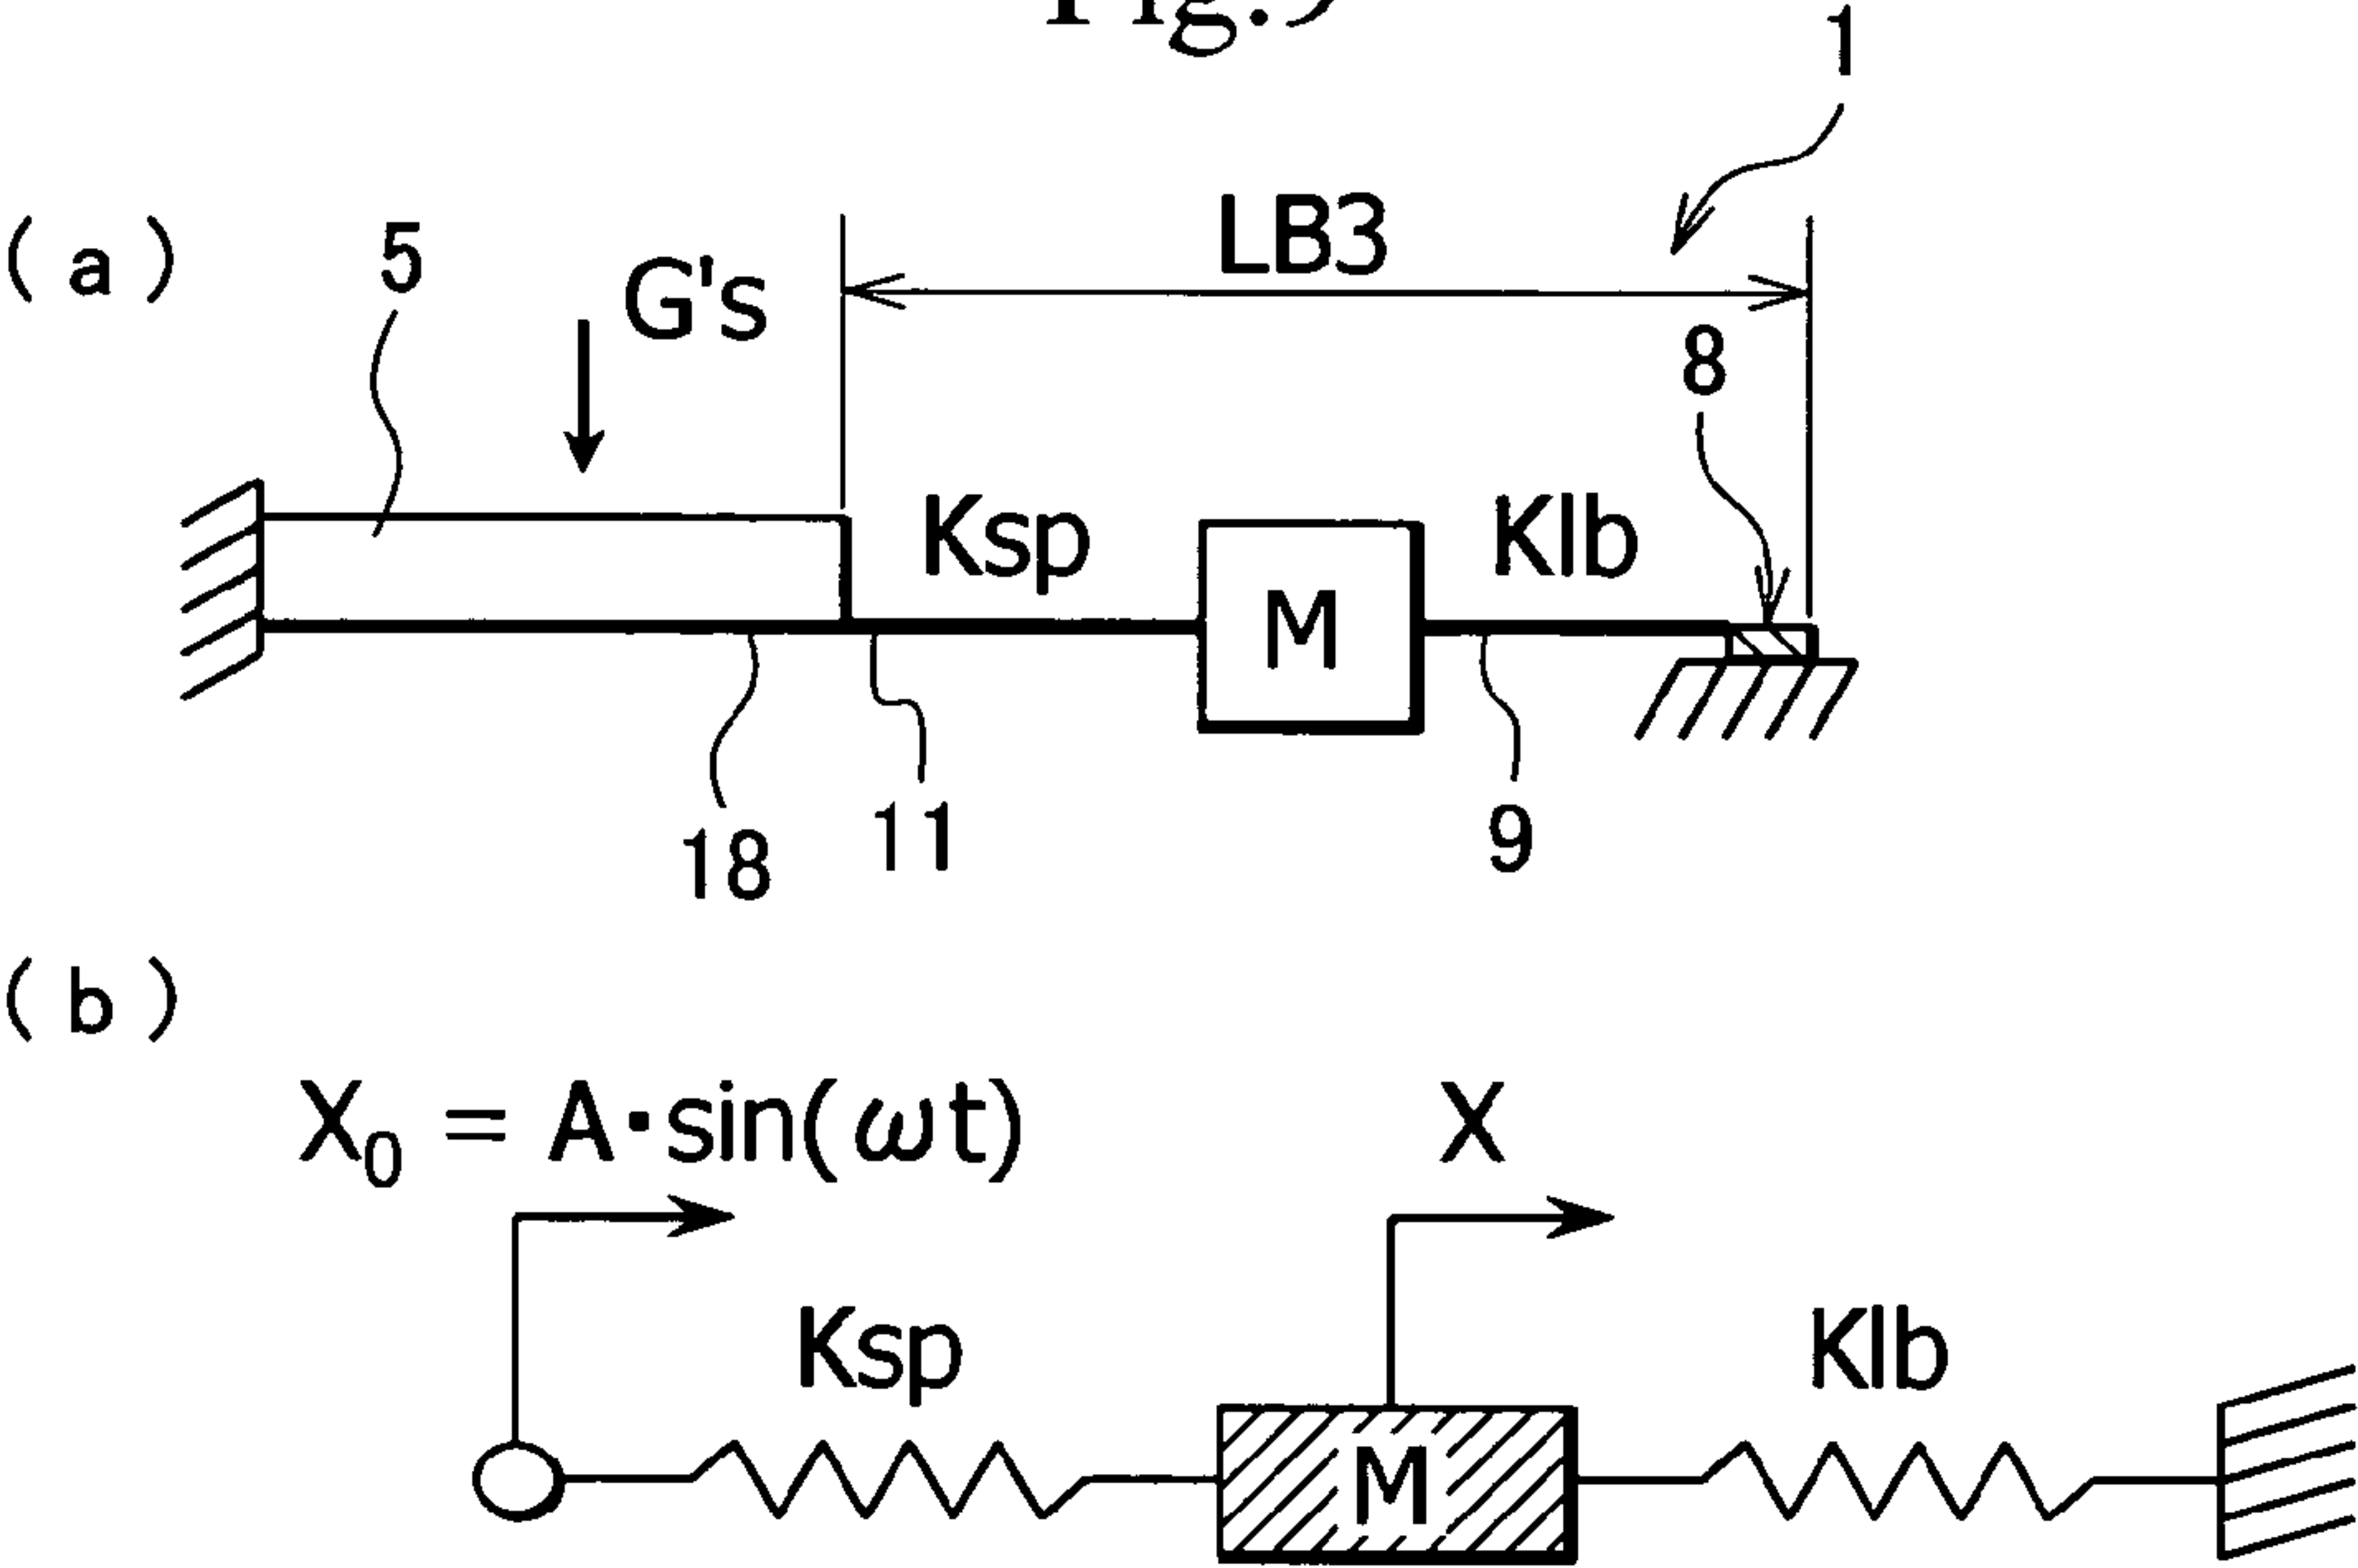 1
(a)
5
G's
LB3
8
Ksp
M
Klb
18
11
9
(b)
X₀ = A·sin(ωt)
X
Ksp
Klb
M